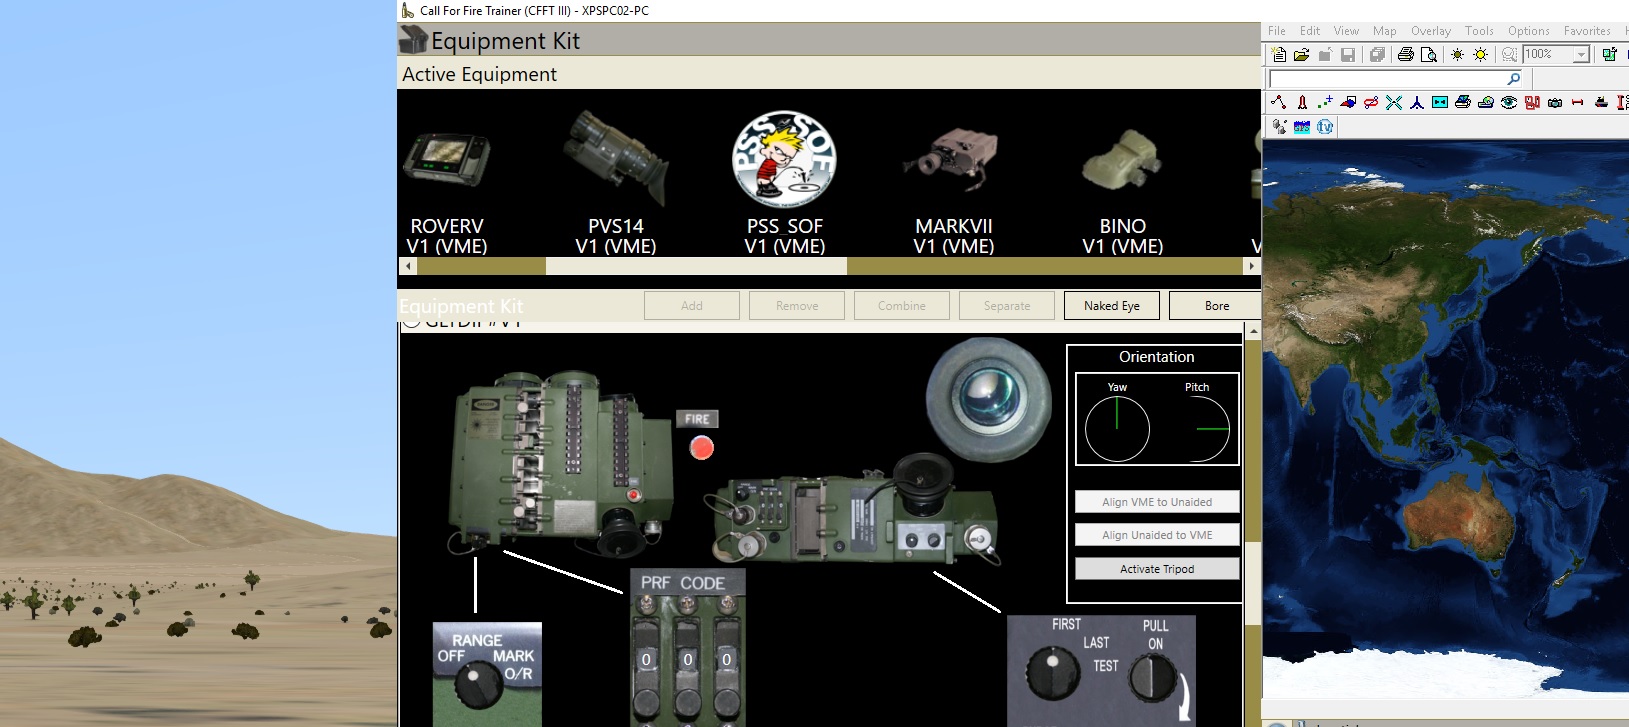 Call For Fire Trainer (CFFT III) - XPSPC02-PC
Equipment Kit
Active Equipment
PSS SOF
ROVERV
V1 (VME)
PVS14
V1 (VME)
PSS_SOF
V1 (VME)
MARKVII
V1 (VME)
BINO
V1 (VME)
V
Equipment Kit
Add
Remove
Combine
Separate
Naked Eye
Bore
FIRE
Orientation
Yaw
Pitch
Align VME to Unaided
Align Unaided to VME
Activate Tripod
PRF CODE
0 0 0
RANGE
OFF MARK
O/R
FIRST
LAST
TEST
PULL
ON
File Edit View Map Overlay Tools Options Favorites
100%